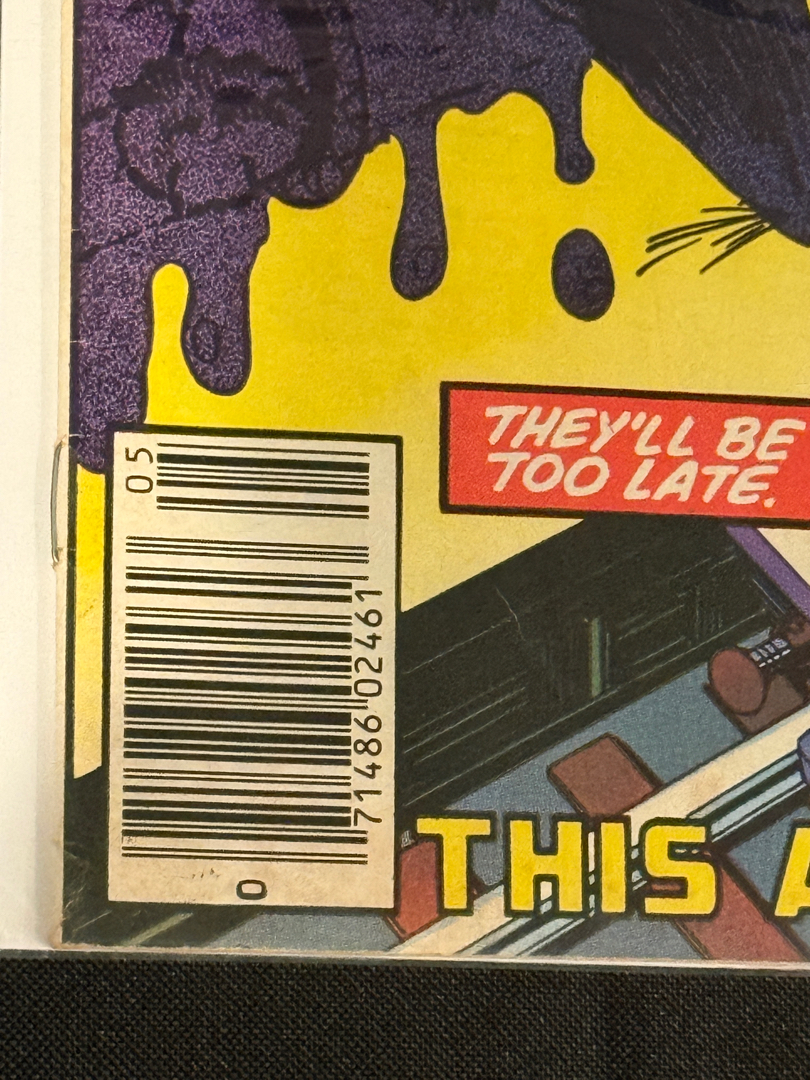 THEY'LL BE
TOO LATE.
05
71486 02461
0
THIS